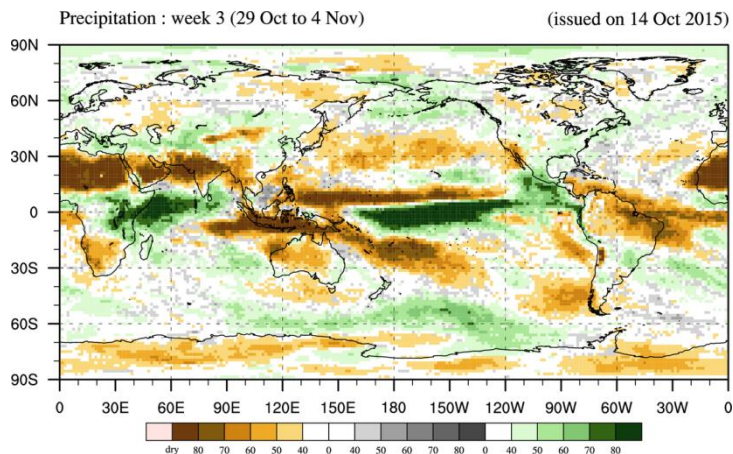 Precipitation : week 3 (29 Oct to 4 Nov) (issued on 14 Oct 2015)
90N
60N
30N
0
30S
60S
90S
0 30E 60E 90E 120E 150E 180 150W 120W 90W 60W 30W 0
dry 80 70 60 50 40 0 40 50 60 70 80 0 40 50 60 70 80